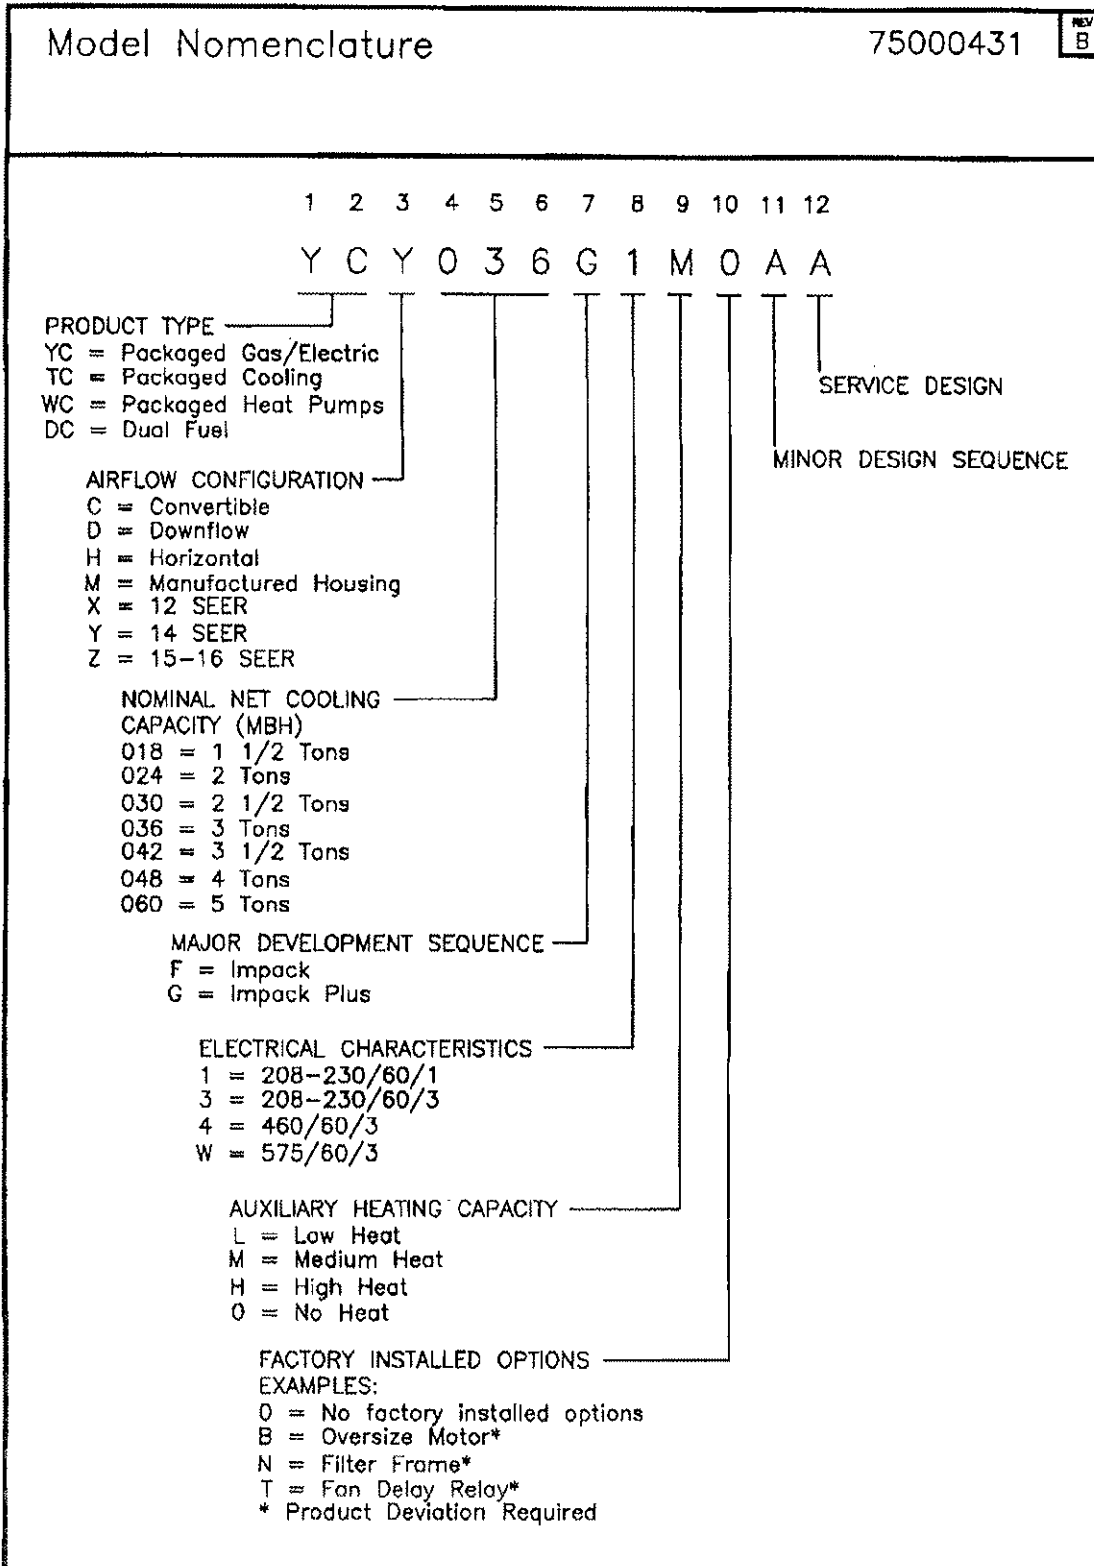 Model Nomenclature 75000431 REV B
1 2 3 4 5 6 7 8 9 10 11 12
Y C Y 0 3 6 G 1 M 0 A A
PRODUCT TYPE
YC = Packaged Gas/Electric
TC = Packaged Cooling
WC = Packaged Heat Pumps
DC = Dual Fuel
SERVICE DESIGN
MINOR DESIGN SEQUENCE
AIRFLOW CONFIGURATION
C = Convertible
D = Downflow
H = Horizontal
M = Manufactured Housing
X = 12 SEER
Y = 14 SEER
Z = 15-16 SEER
NOMINAL NET COOLING
CAPACITY (MBH)
018 = 1 1/2 Tons
024 = 2 Tons
030 = 2 1/2 Tons
036 = 3 Tons
042 = 3 1/2 Tons
048 = 4 Tons
060 = 5 Tons
MAJOR DEVELOPMENT SEQUENCE
F = Impack
G = Impack Plus
ELECTRICAL CHARACTERISTICS
1 = 208-230/60/1
3 = 208-230/60/3
4 = 460/60/3
W = 575/60/3
AUXILIARY HEATING CAPACITY
L = Low Heat
M = Medium Heat
H = High Heat
0 = No Heat
FACTORY INSTALLED OPTIONS
EXAMPLES:
0 = No factory installed options
B = Oversize Motor*
N = Filter Frame*
T = Fan Delay Relay*
* Product Deviation Required